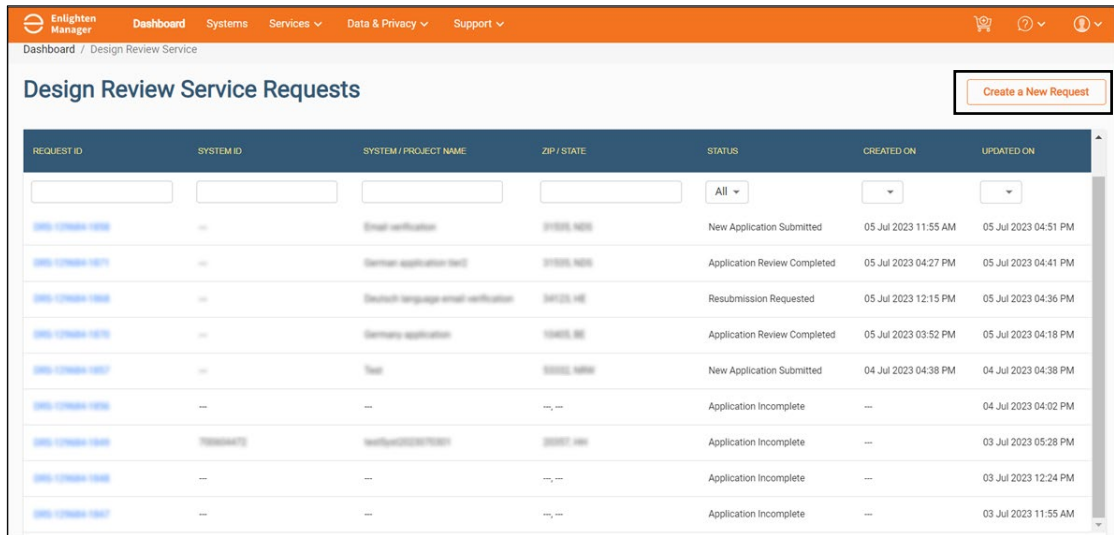 Enlighten Manager Dashboard Systems Services Data & Privacy Support
Dashboard / Design Review Service
Design Review Service Requests
Create a New Request
REQUEST ID SYSTEM ID SYSTEM / PROJECT NAME ZIP / STATE STATUS CREATED ON UPDATED ON
All
--- New Application Submitted 05 Jul 2023 11:55 AM 05 Jul 2023 04:51 PM
--- Application Review Completed 05 Jul 2023 04:27 PM 05 Jul 2023 04:41 PM
--- Resubmission Requested 05 Jul 2023 12:15 PM 05 Jul 2023 04:36 PM
--- Application Review Completed 05 Jul 2023 03:52 PM 05 Jul 2023 04:18 PM
--- New Application Submitted 04 Jul 2023 04:38 PM 04 Jul 2023 04:38 PM
--- --- ---, --- Application Incomplete --- 04 Jul 2023 04:02 PM
Application Incomplete --- 03 Jul 2023 05:28 PM
--- --- ---, --- Application Incomplete --- 03 Jul 2023 12:24 PM
--- --- ---, --- Application Incomplete --- 03 Jul 2023 11:55 AM